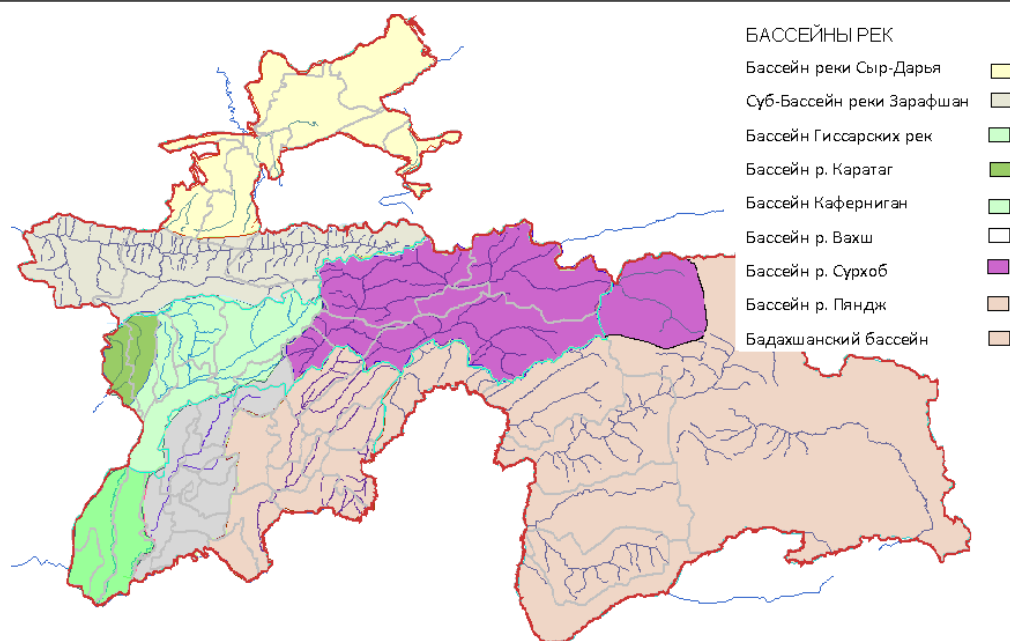 БАССЕЙНЫ РЕК
Бассейн реки Сыр-Дарья
Суб-Бассейн реки Зарафшан
Бассейн Гиссарских рек
Бассейн р. Каратаг
Бассейн Каферниган
Бассейн р. Вахш
Бассейн р. Сурхоб
Бассейн р. Пяндж
Бадахшанский бассейн